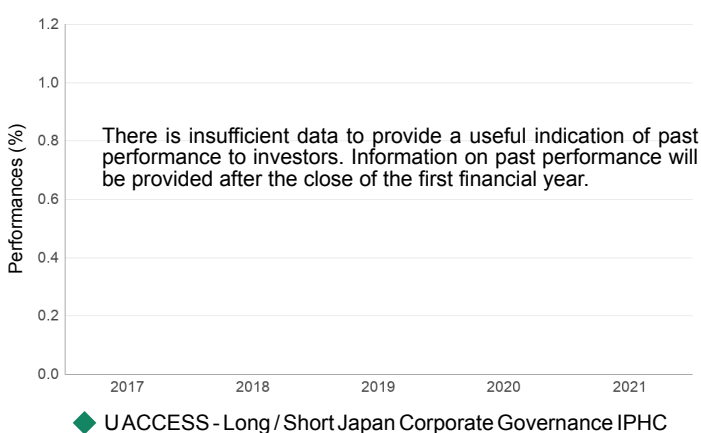 1.2
1.0
0.8
0.6
0.4
0.2
0.0
Performances (%)
There is insufficient data to provide a useful indication of past
performance to investors. Information on past performance will
be provided after the close of the first financial year.
2017 2018 2019 2020 2021
U ACCESS - Long / Short Japan Corporate Governance IPHC